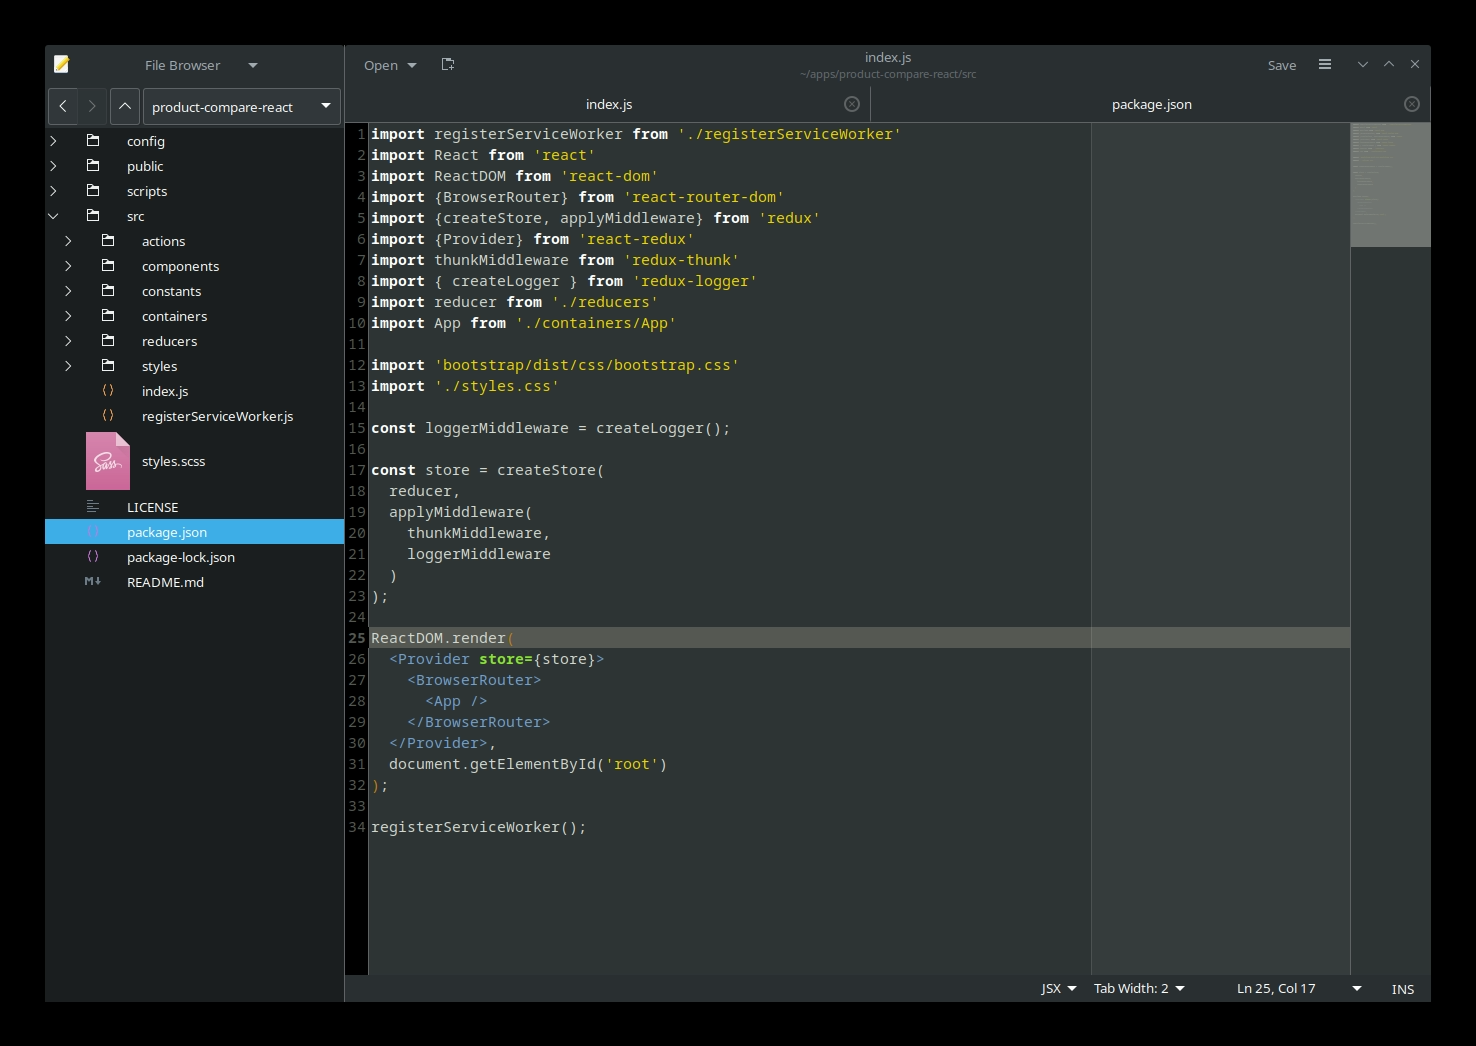 File Browser
Open
index.js
~/apps/product-compare-react/src
Save
product-compare-react
index.js
package.json
config
public
scripts
src
actions
components
constants
containers
reducers
styles
index.js
registerServiceWorker.js
Sass
styles.scss
LICENSE
package.json
package-lock.json
M README.md
1 import registerServiceWorker from './registerServiceWorker'
2 import React from 'react'
3 import ReactDOM from 'react-dom'
4 import {BrowserRouter} from 'react-router-dom'
5 import {createStore, applyMiddleware} from 'redux'
6 import {Provider} from 'react-redux'
7 import thunkMiddleware from 'redux-thunk'
8 import { createLogger } from 'redux-logger'
9 import reducer from './reducers'
10 import App from './containers/App'
11
12 import 'bootstrap/dist/css/bootstrap.css'
13 import './styles.css'
14
15 const loggerMiddleware = createLogger();
16
17 const store = createStore(
18   reducer,
19   applyMiddleware(
20     thunkMiddleware,
21     loggerMiddleware
22   )
23 );
24
25 ReactDOM.render(
26   <Provider store={store}>
27     <BrowserRouter>
28       <App />
29     </BrowserRouter>
30   </Provider>,
31   document.getElementById('root')
32 );
33
34 registerServiceWorker();
JSX
Tab Width: 2
Ln 25, Col 17
INS